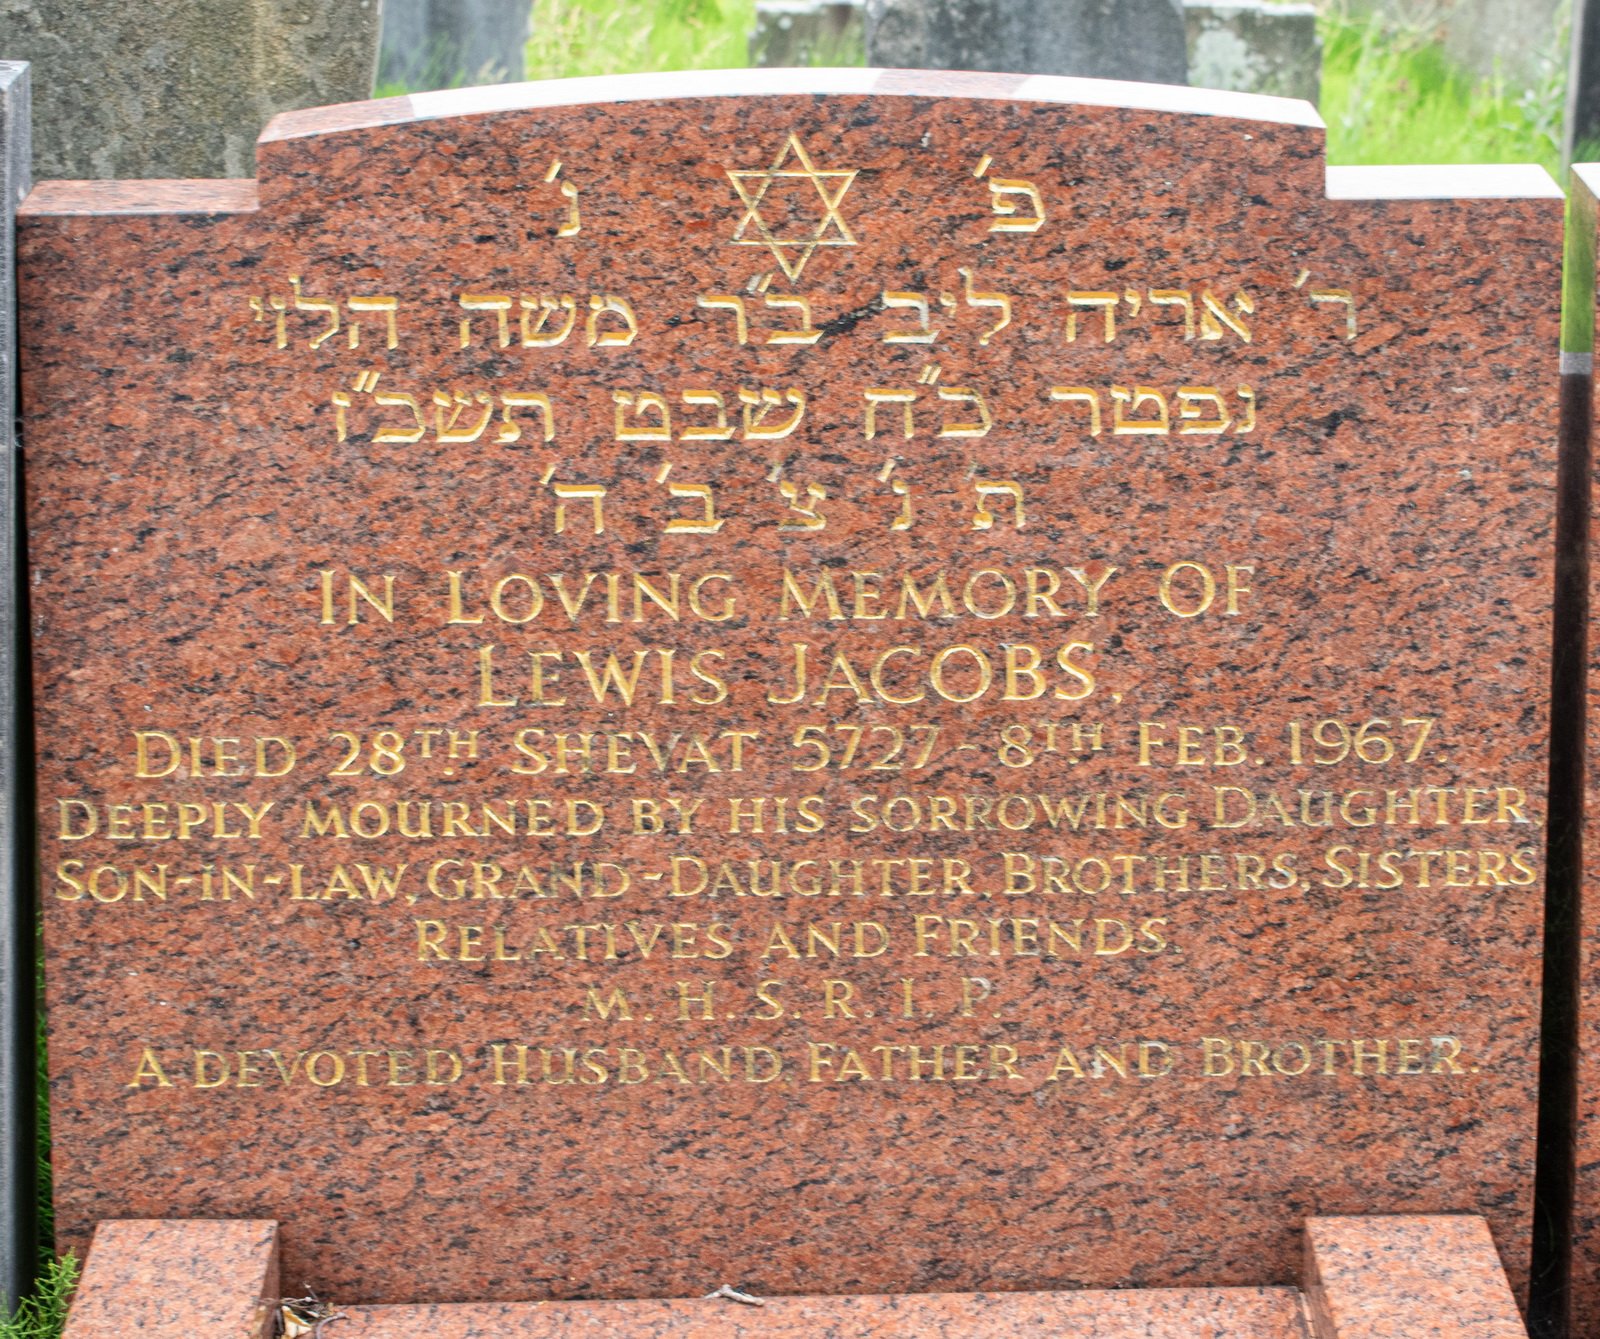 פ׳ נ׳
ר׳ אריה ליב ב״ר משה הלוי
נפטר כ״ח שבט תשכ״ז
ת׳ נ׳ צ׳ ב׳ ה׳
IN LOVING MEMORY OF
LEWIS JACOBS,
DIED 28TH SHEVAT 5727 - 8TH FEB. 1967.
DEEPLY MOURNED BY HIS SORROWING DAUGHTER,
SON-IN-LAW, GRAND-DAUGHTER, BROTHERS, SISTERS
RELATIVES AND FRIENDS.
M. H. S. R. I. P.
A DEVOTED HUSBAND, FATHER AND BROTHER.